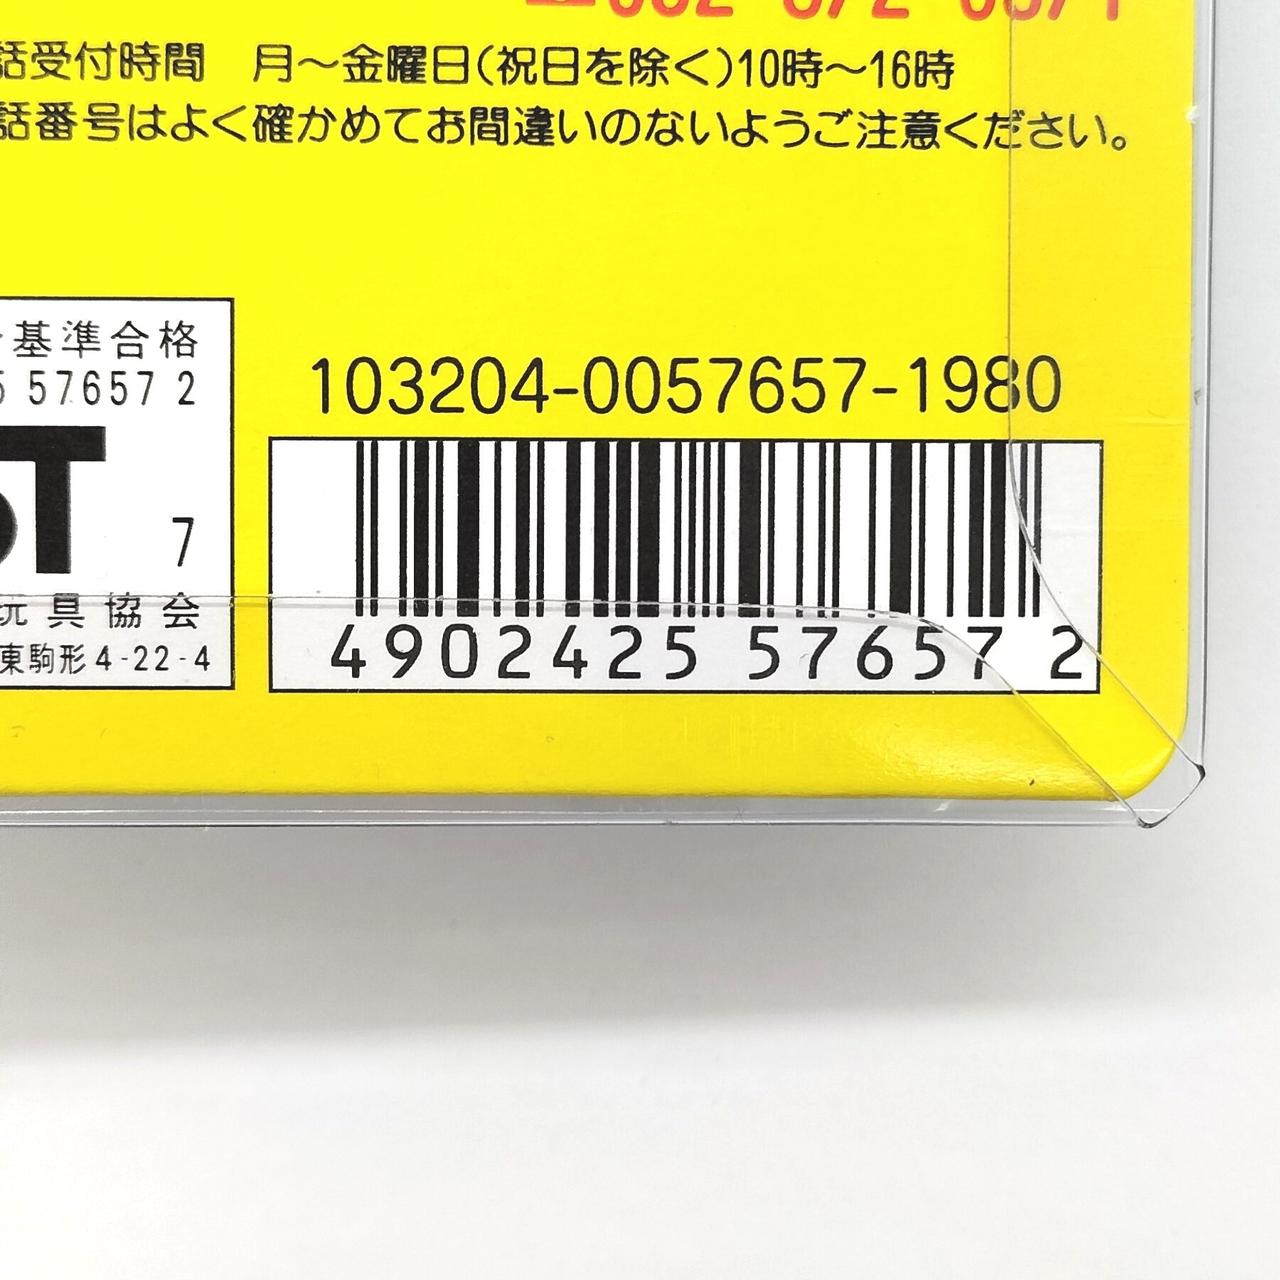 話受付時間　月〜金曜日(祝日を除く)10時〜16時
話番号はよく確かめてお間違いのないようご注意ください。
基準合格
5 57657 2
T
7
玩具協会
東駒形4-22-4
103204-0057657-1980
4902425 57657 2